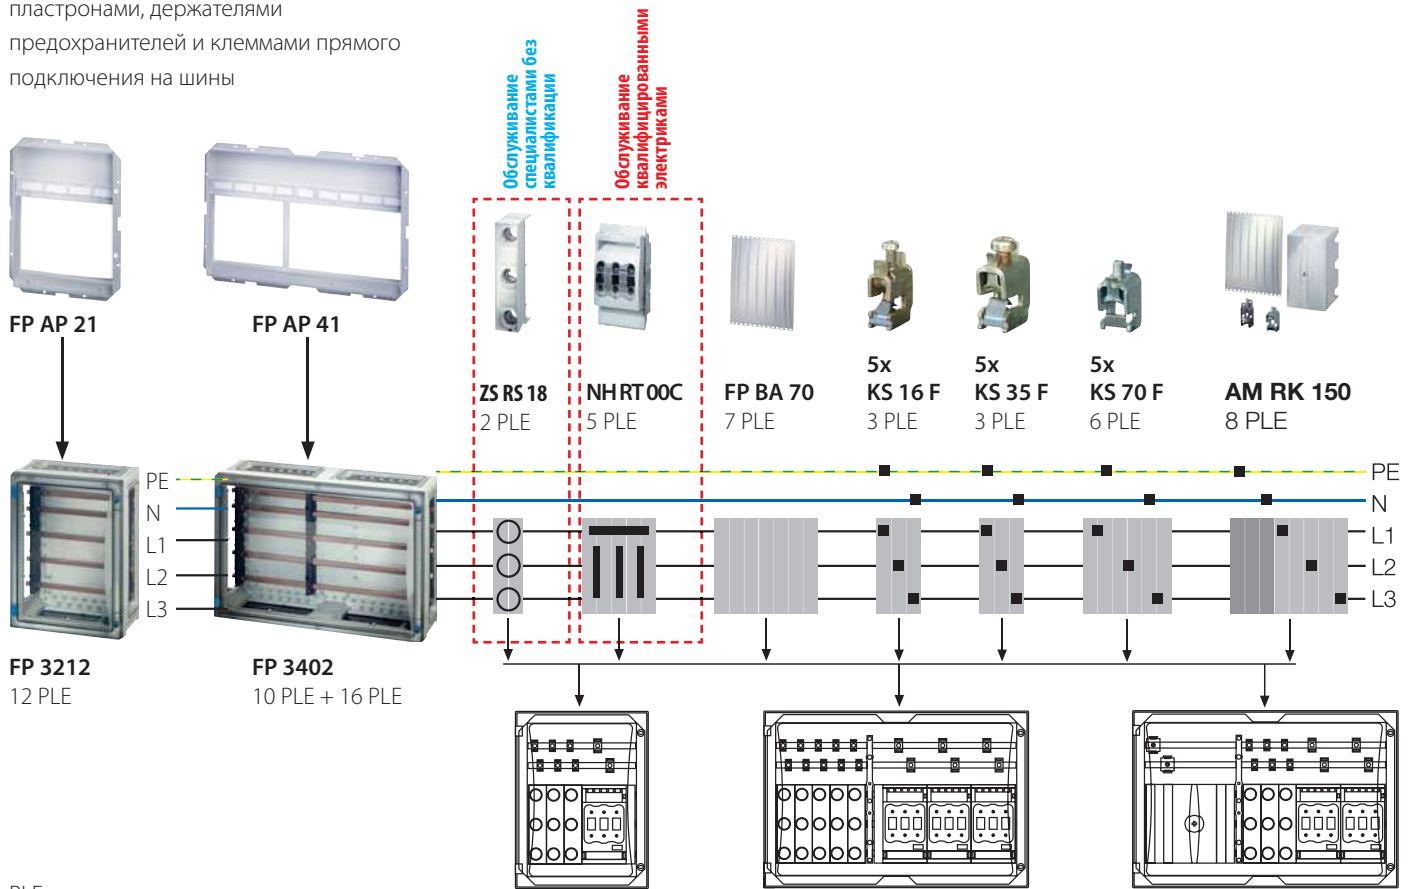 пластронами, держателями
предохранителей и клеммами прямого
подключения на шины
Обслуживание
специалистами без
квалификации
Обслуживание
квалифицированными
электриками
FP AP 21
FP AP 41
ZS RS 18
2 PLE
NH RT 00C
5 PLE
FP BA 70
7 PLE
5x
KS 16 F
3 PLE
5x
KS 35 F
3 PLE
5x
KS 70 F
6 PLE
AM RK 150
8 PLE
PE
N
L1
L2
L3
PE
N
L1
L2
L3
FP 3212
12 PLE
FP 3402
10 PLE + 16 PLE
PLE